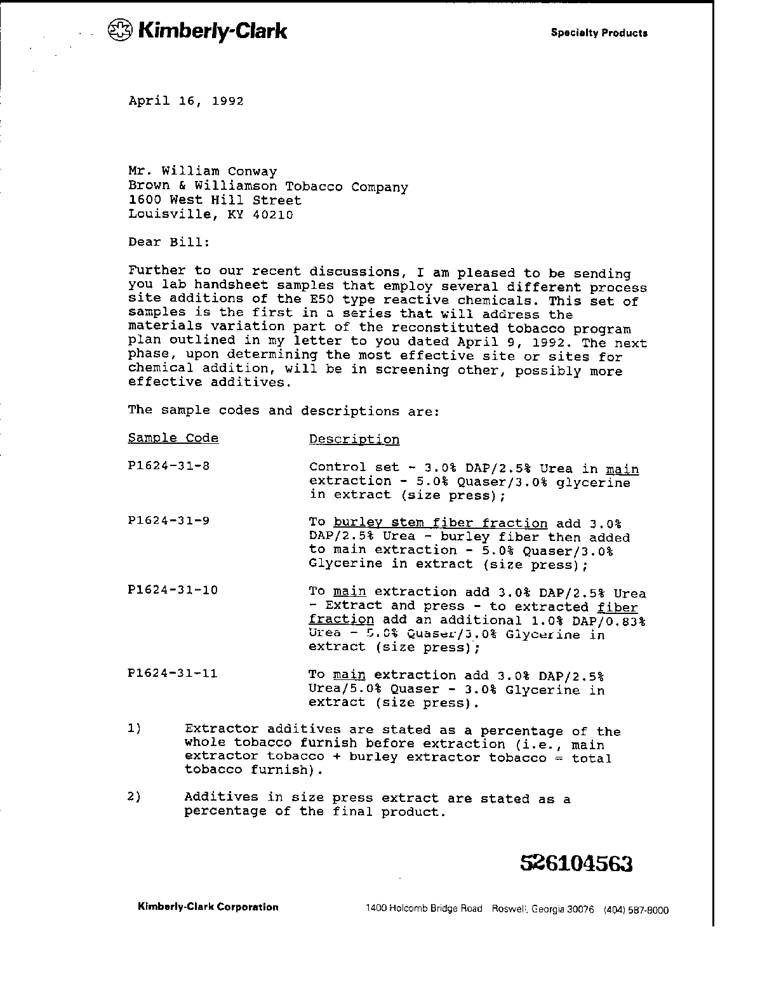 Kimberly-Clark
Specialty Products
April 16, 1992
Mr. William Conway
Brown & Williamson Tobacco Company
1600 West Hill Street
Louisville, KY 40210
Dear Bill:
Further to our recent discussions, I am pleased to be sending
you lab handsheet samples that employ several different process
site additions of the E50 type reactive chemicals. This set of
samples is the first in a series that will address the
materials variation part of the reconstituted tobacco program
plan outlined in my letter to you dated April 9, 1992. The next
phase, upon determining the most effective site or sites for
chemical addition, will be in screening other, possibly more
effective additives.
The sample codes and descriptions are:
Sample Code Description
P1624-31-8 Control set - 3.0% DAP/2.5% Urea in main
extraction - 5.0% Quaser/3.0% glycerine
in extract (size press);
P1624-31-9 To burley stem fiber fraction add 3.0%
DAP/2.5% Urea - burley fiber then added
to main extraction - 5.0% Quaser/3.0%
Glycerine in extract (size press);
P1624-31-10 To main extraction add 3.0% DAP/2.5% Urea
- Extract and press - to extracted fiber
fraction add an additional 1.0% DAP/0.83%
Urea - 5.0% Quaser/3.0% Glycerine in
extract (size press);
P1624-31-11 To main extraction add 3.0% DAP/2.5%
Urea/5.0% Quaser - 3.0% Glycerine in
extract (size press).
1) Extractor additives are stated as a percentage of the
whole tobacco furnish before extraction (i.e., main
extractor tobacco + burley extractor tobacco = total
tobacco furnish).
2) Additives in size press extract are stated as a
percentage of the final product.
526104563
Kimberly-Clark Corporation 1400 Holcomb Bridge Road Roswell, Georgia 30076 (404) 587-8000